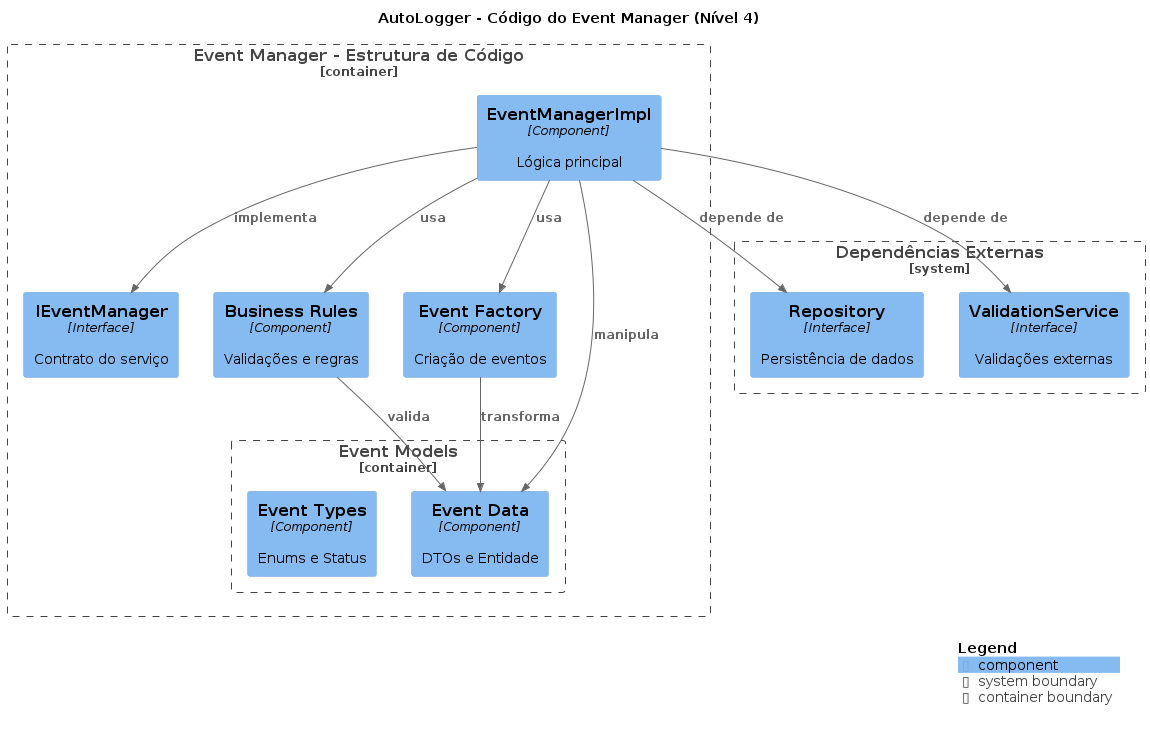 AutoLogger - Código do Event Manager (Nível 4)
Event Manager - Estrutura de Código
[container]
EventManagerImpl
[Component]
Lógica principal
implementa
usa
usa
depende de
depende de
Dependências Externas
[system]
IEventManager
[Interface]
Contrato do serviço
Business Rules
[Component]
Validações e regras
Event Factory
[Component]
Criação de eventos
manipula
Repository
[Interface]
Persistência de dados
ValidationService
[Interface]
Validações externas
valida
transforma
Event Models
[container]
Event Types
[Component]
Enums e Status
Event Data
[Component]
DTOs e Entidade
Legend
component
system boundary
container boundary